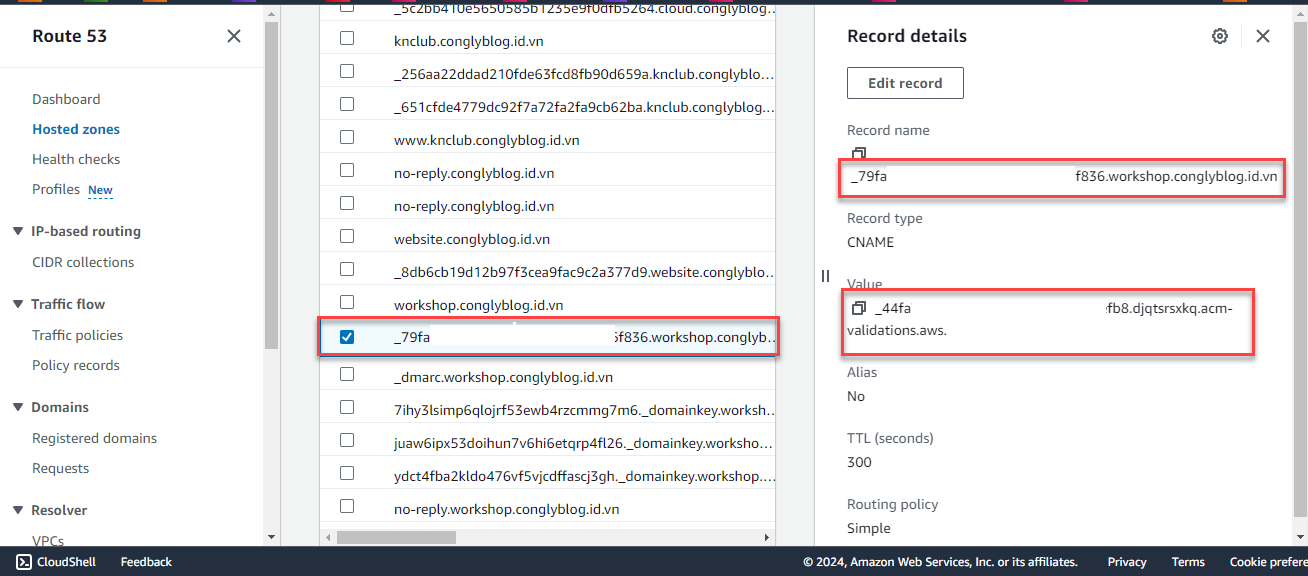 Route 53
Dashboard
Hosted zones
Health checks
Profiles New
IP-based routing
CIDR collections
Traffic flow
Traffic policies
Policy records
Domains
Registered domains
Requests
Resolver
VPCs
_5c2bb410e5650585b1235e9f0dfb5264.cloud.conglyblog...
knclub.conglyblog.id.vn
_256aa22ddad210fde63fcd8fb90d659a.knclub.conglyblo...
_651cfde4779dc92f7a72fa2fa9cb62ba.knclub.conglyblog...
www.knclub.conglyblog.id.vn
no-reply.conglyblog.id.vn
no-reply.conglyblog.id.vn
website.conglyblog.id.vn
_8db6cb19d12b97f3cea9fac9c2a377d9.website.conglyblo...
workshop.conglyblog.id.vn
_79fa f836.workshop.conglyb...
_dmarc.workshop.conglyblog.id.vn
7ihy3lsimp6qlojrf53ewb4rzcmmg7m6._domainkey.worksh...
juaw6ipx53doihun7v6hi6etqrp4fl26._domainkey.worksho...
ydct4fba2kldo476vf5vjcdffascj3gh._domainkey.workshop....
no-reply.workshop.conglyblog.id.vn
Record details
Edit record
Record name
_79fa f836.workshop.conglyblog.id.vn
Record type
CNAME
Value
_44fa fb8.djqtsrsxkq.acm-
validations.aws.
Alias
No
TTL (seconds)
300
Routing policy
Simple
CloudShell Feedback © 2024, Amazon Web Services, Inc. or its affiliates. Privacy Terms Cookie prefere